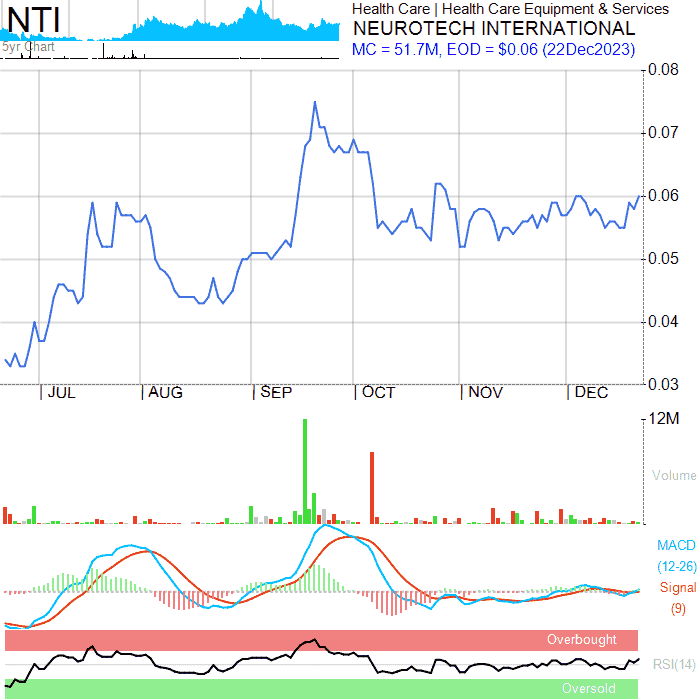 NTI
5yr Chart
Health Care | Health Care Equipment & Services
NEUROTECH INTERNATIONAL
MC = 51.7M, EOD = $0.06 (22Dec2023)
0.08
0.07
0.06
0.05
0.04
0.03
| JUL | AUG | SEP | OCT | NOV | DEC
12M
Volume
MACD
(12-26)
Signal
(9)
Overbought
RSI(14)
Oversold